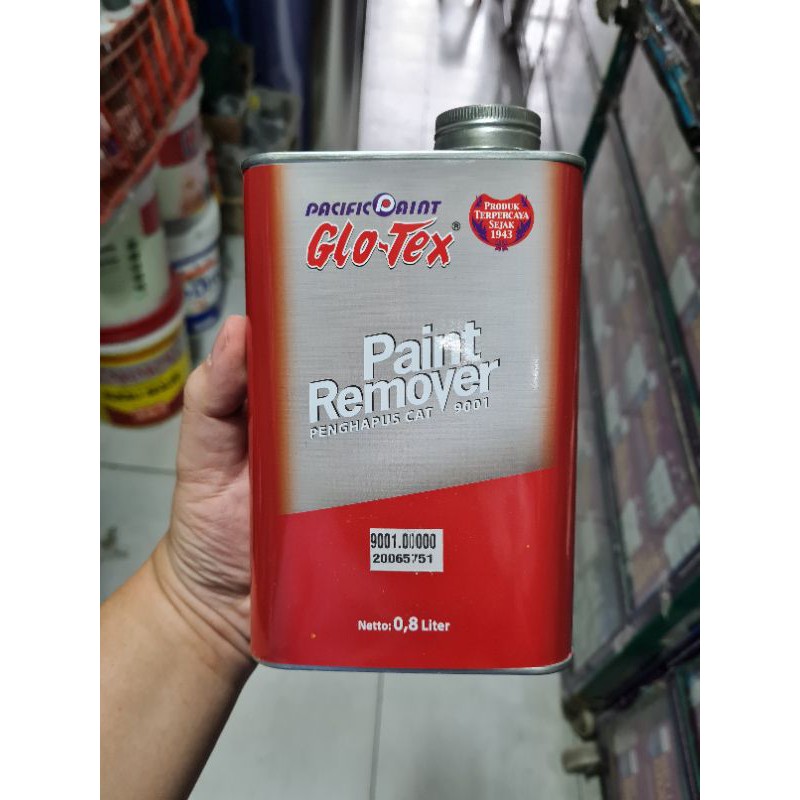 PACIFIC PAINT
GLO-TEX®
PRODUK
TERPERCAYA
SEJAK
1943
Paint
Remover
PENGHAPUS CAT 9001
9001.00000
20065751
Netto: 0,8 Liter